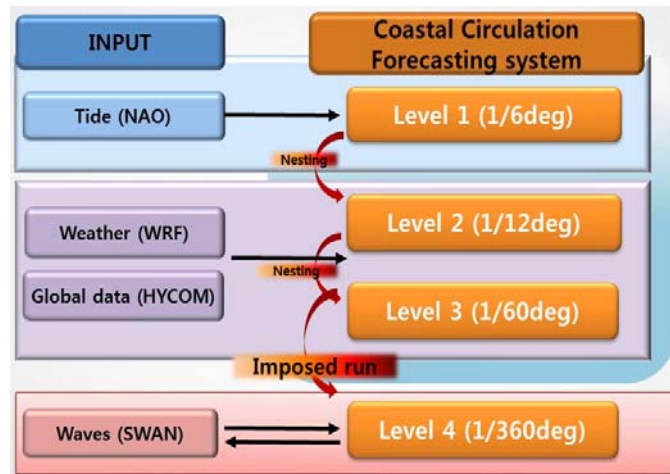 INPUT
Coastal Circulation
Forecasting system
Tide (NAO)
Level 1 (1/6deg)
Nesting
Weather (WRF)
Level 2 (1/12deg)
Nesting
Global data (HYCOM)
Level 3 (1/60deg)
Imposed run
Waves (SWAN)
Level 4 (1/360deg)